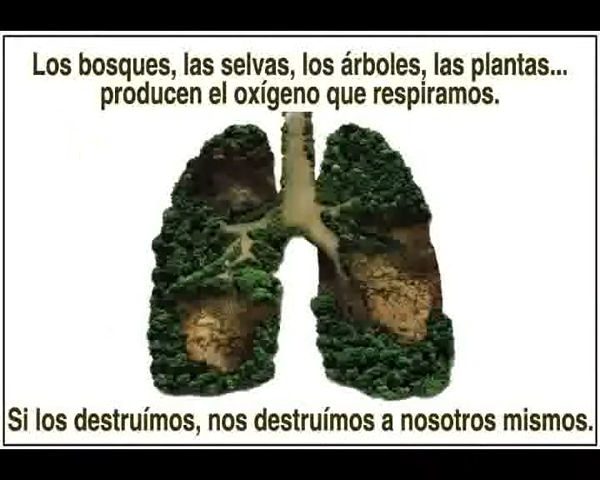 Los bosques, las selvas, los árboles, las plantas...
producen el oxígeno que respiramos.
Si los destruímos, nos destruímos a nosotros mismos.